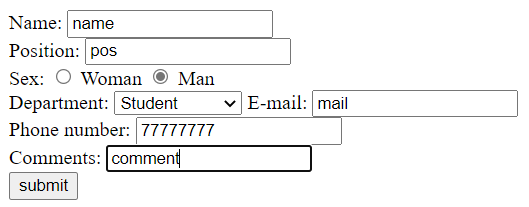 Name: name
Position: pos
Sex: Woman Man
Department: Student E-mail: mail
Phone number: 77777777
Comments: comment
submit